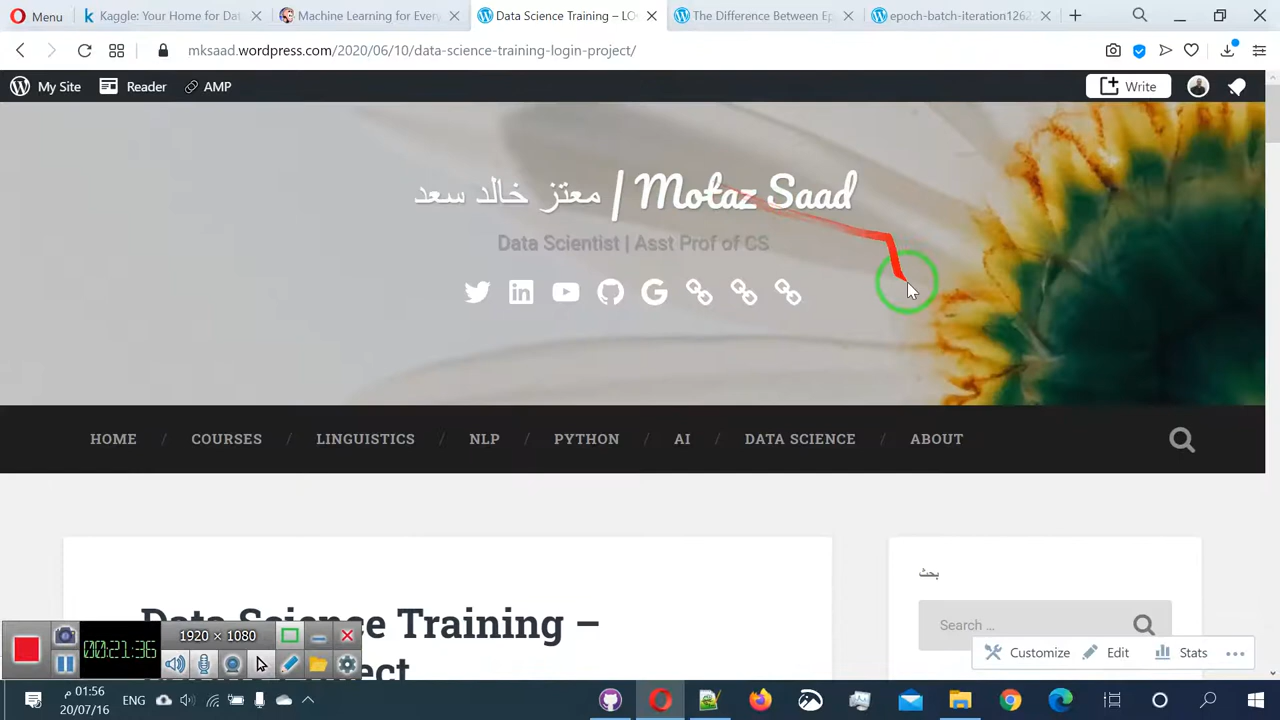 Menu
Kaggle: Your Home for Dat
Machine Learning for Every
Data Science Training – LO
The Difference Between Ep
epoch-batch-iteration1262
mksaad.wordpress.com/2020/06/10/data-science-training-login-project/
My Site
Reader
AMP
Write
معتز خالد سعد | Motaz Saad
Data Scientist | Asst Prof of CS
HOME / COURSES / LINGUISTICS / NLP / PYTHON / AI / DATA SCIENCE / ABOUT
بحث
Search ...
Data Science Training –
1920 × 1080
00:21:36
Customize
Edit
Stats
ENG
01:56 م
20/07/16